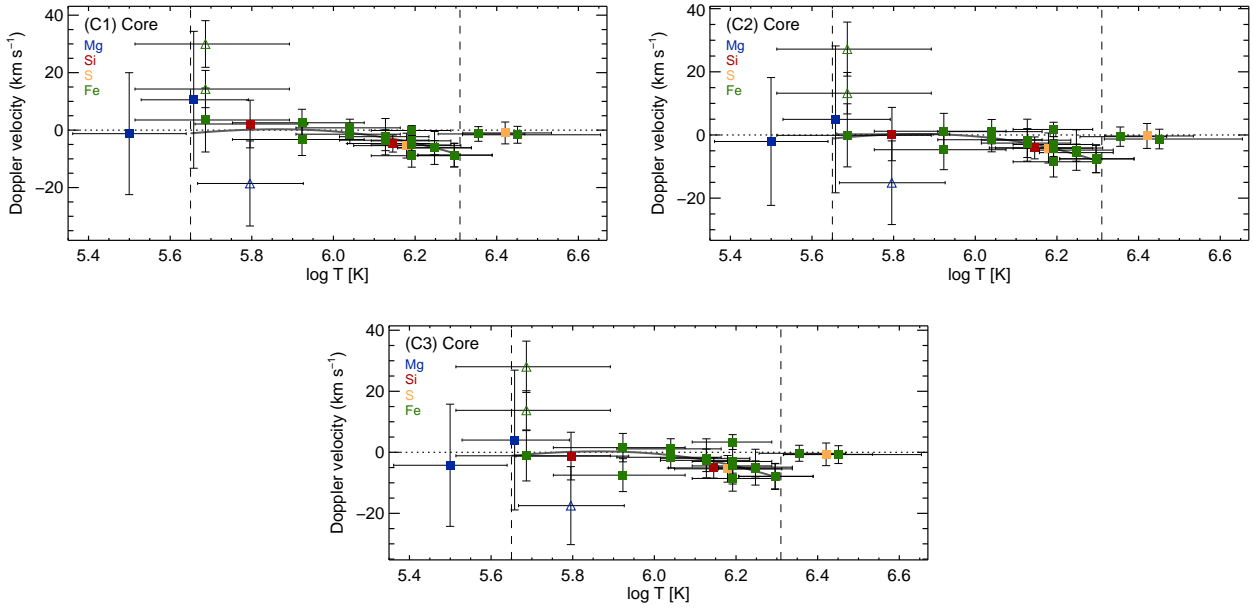 (C1) Core
Mg
Si
S
Fe
Doppler velocity (km s⁻¹)
40
20
0
−20
5.4 5.6 5.8 6.0 6.2 6.4 6.6
log T [K]
(C2) Core
Mg
Si
S
Fe
Doppler velocity (km s⁻¹)
40
20
0
−20
5.4 5.6 5.8 6.0 6.2 6.4 6.6
log T [K]
(C3) Core
Mg
Si
S
Fe
Doppler velocity (km s⁻¹)
40
20
0
−20
5.4 5.6 5.8 6.0 6.2 6.4 6.6
log T [K]